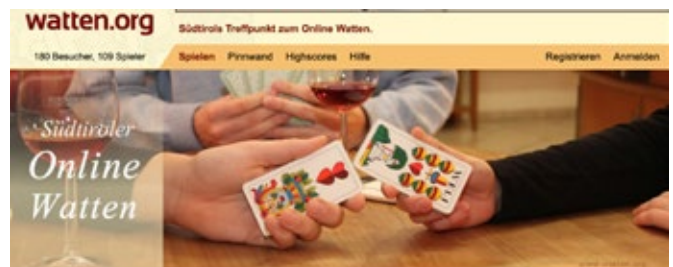 watten.org
Südtirols Treffpunkt zum Online Watten.
180 Besucher, 109 Spieler
Spielen Pinnwand Highscores Hilfe
Registrieren Anmelden
Südtiroler
Online
Watten